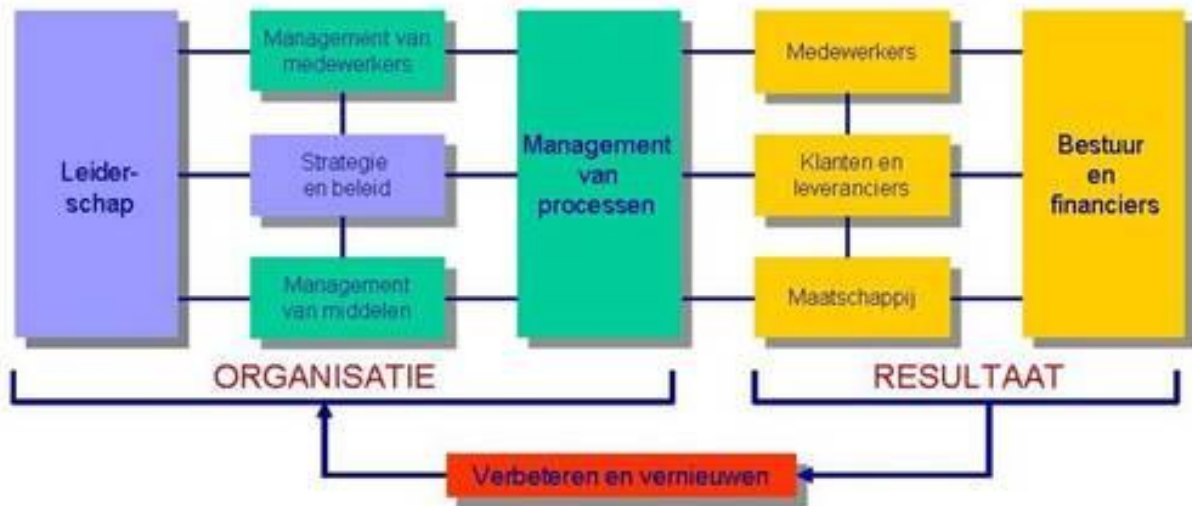 Leider-
schap
Management van
medewerkers
Strategie
en beleid
Management
van middelen
Management
van
processen
Medewerkers
Klanten en
leveranciers
Maatschappij
Bestuur
en
financiers
ORGANISATIE
RESULTAAT
Verbeteren en vernieuwen